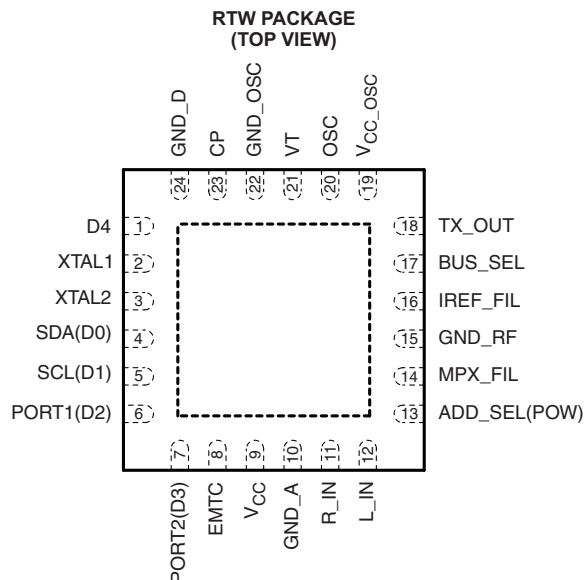 RTW PACKAGE
(TOP VIEW)
GND_D
CP
GND_OSC
VT
OSC
VCC_OSC
24
23
22
21
20
19
D4 1
XTAL1 2
XTAL2 3
SDA(D0) 4
SCL(D1) 5
PORT1(D2) 6
18 TX_OUT
17 BUS_SEL
16 IREF_FIL
15 GND_RF
14 MPX_FIL
13 ADD_SEL(POW)
7
8
9
10
11
12
PORT2(D3)
EMTC
VCC
GND_A
R_IN
L_IN